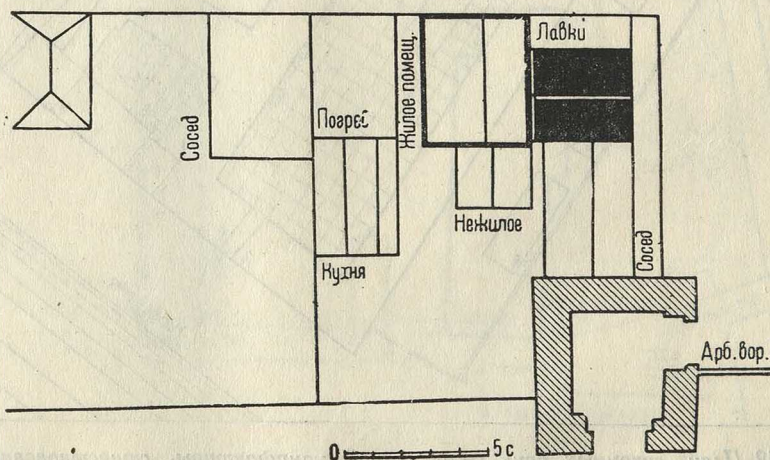 Лавки
Жилое помещ.
Погреб
Сосед
Нежилое
Сосед
Кухня
Арб. вор.
0 5 с